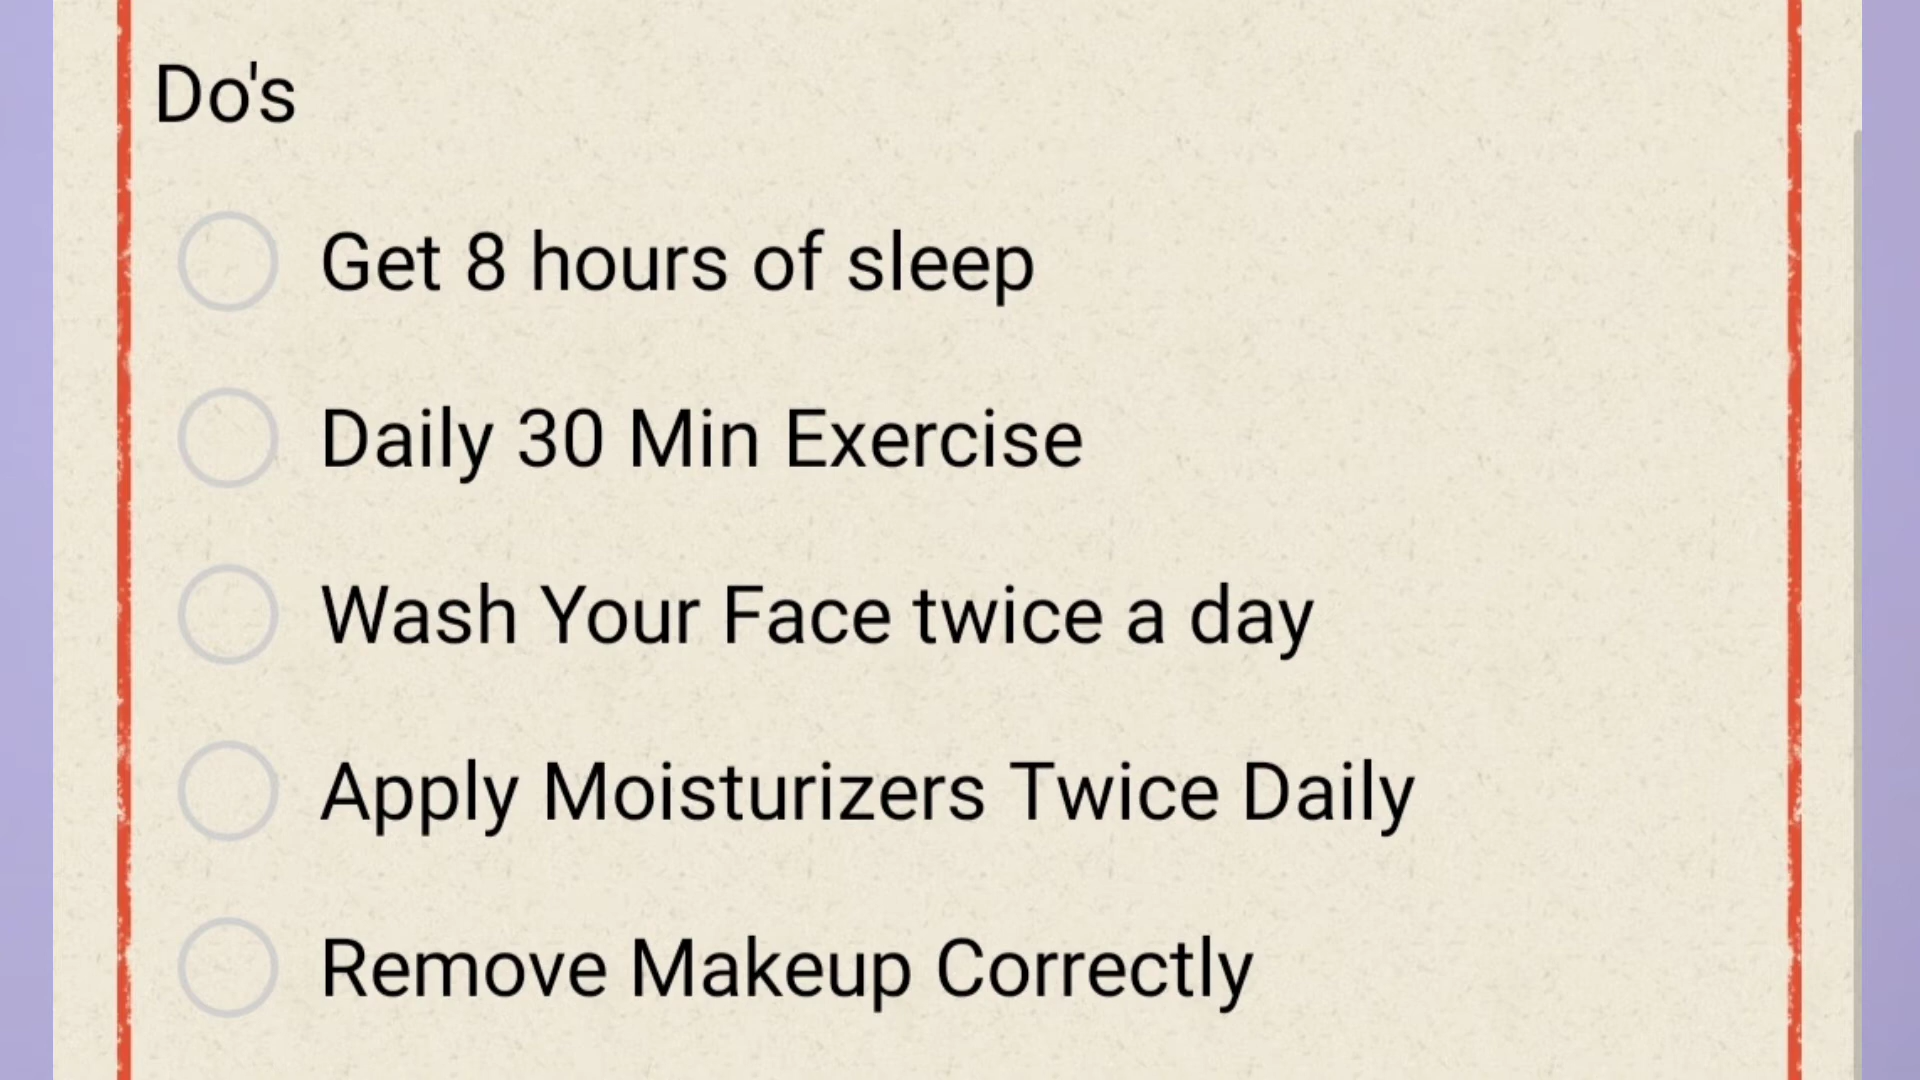 Do's
Get 8 hours of sleep
Daily 30 Min Exercise
Wash Your Face twice a day
Apply Moisturizers Twice Daily
Remove Makeup Correctly